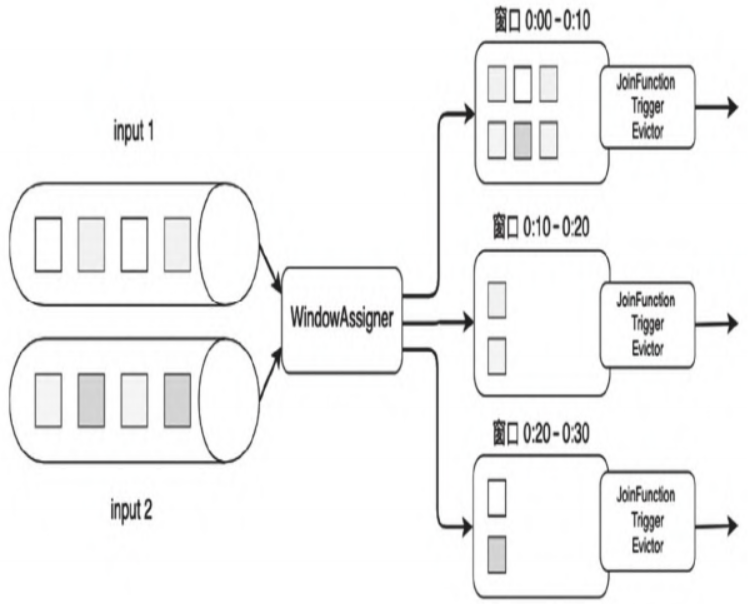 input 1
input 2
WindowAssigner
窗口 0:00 – 0:10
JoinFunction
Trigger
Evictor
窗口 0:10 – 0:20
JoinFunction
Trigger
Evictor
窗口 0:20 – 0:30
JoinFunction
Trigger
Evictor